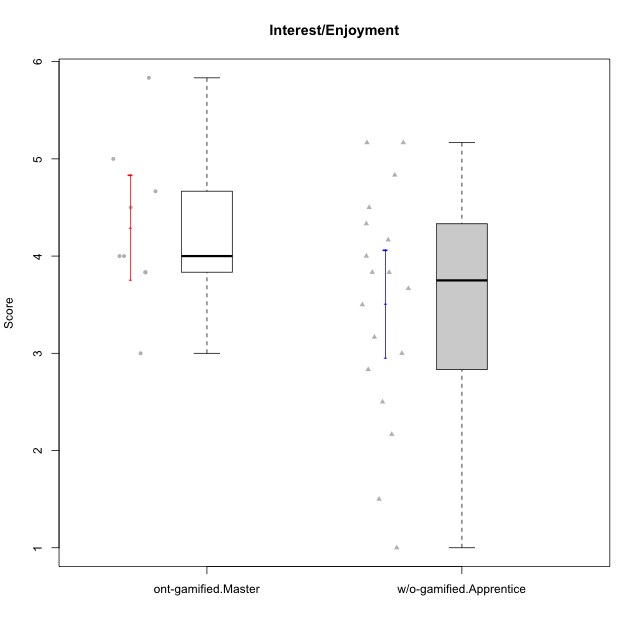 Interest/Enjoyment
Score
6
5
4
3
2
1
ont-gamified.Master
w/o-gamified.Apprentice